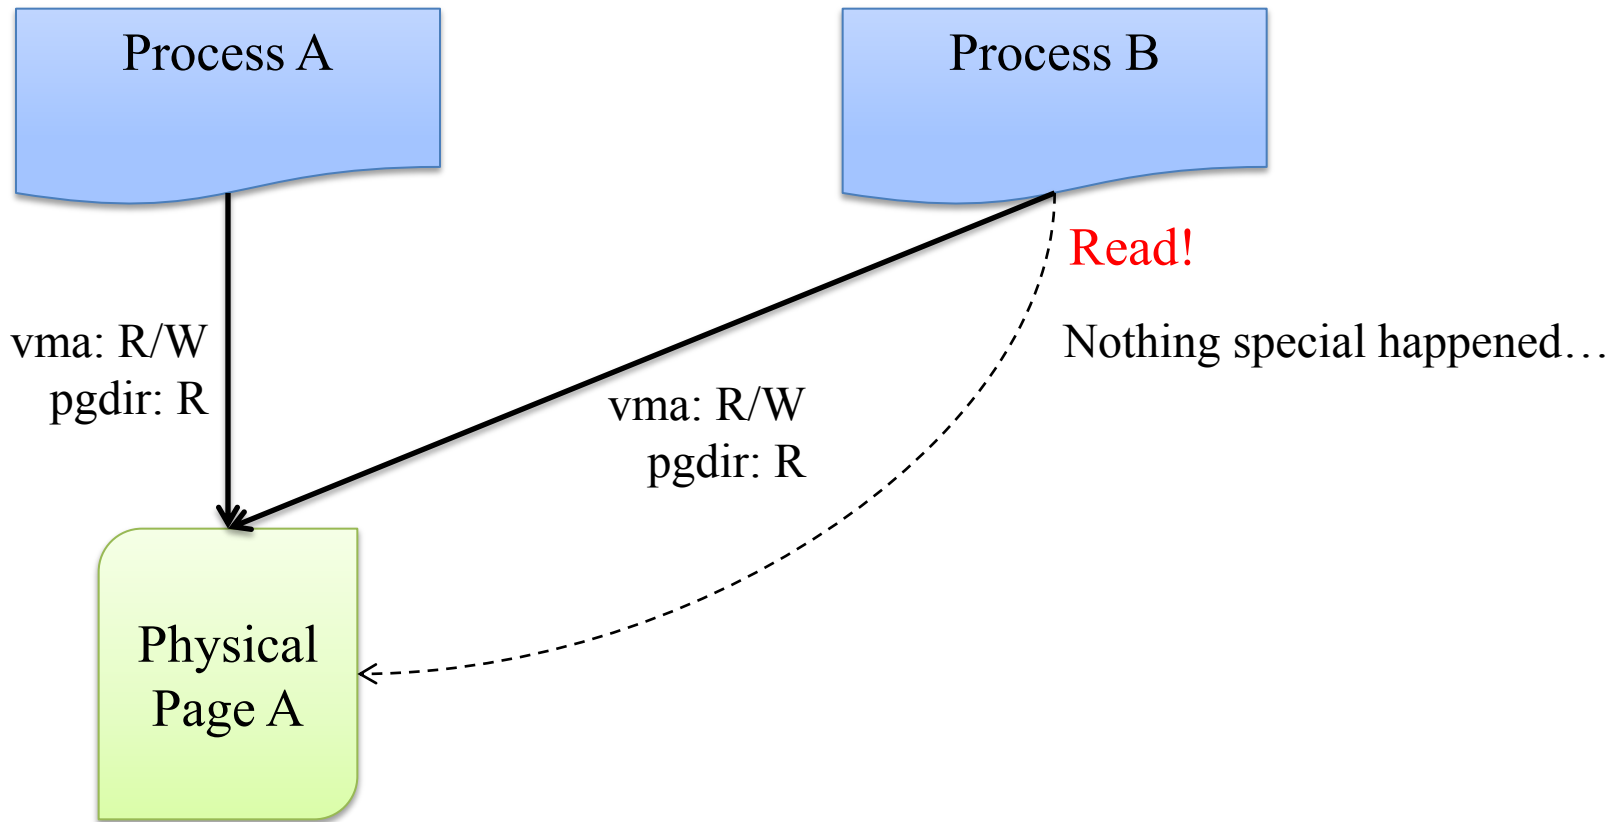 Process A
Process B
Read!
Nothing special happened…
vma: R/W
pgdir: R
vma: R/W
pgdir: R
Physical
Page A